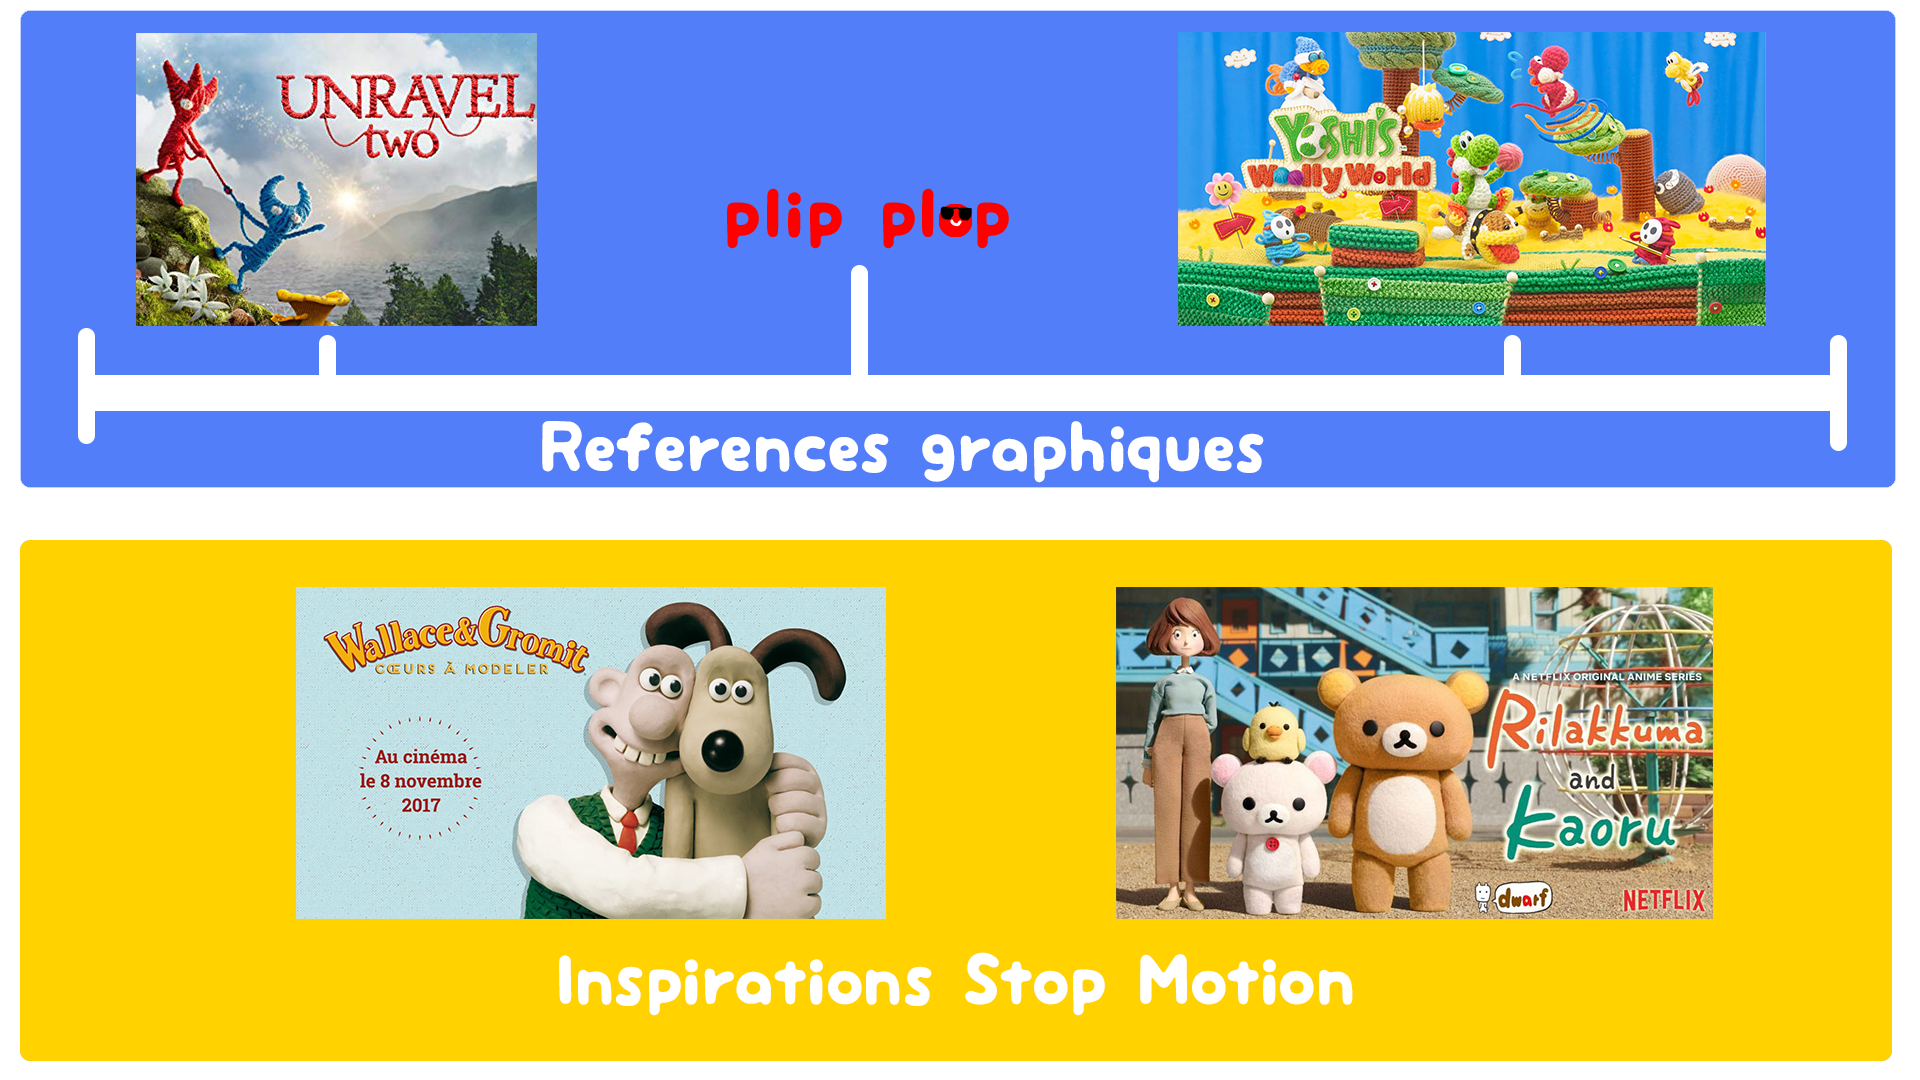 UNRAVEL
two
plip plop
YOSHI'S
Woolly World
References graphiques
Wallace & Gromit
CŒURS À MODELER
Au cinéma
le 8 novembre
2017
A NETFLIX ORIGINAL ANIME SERIES
Rilakkuma
and
Kaoru
dwarf
NETFLIX
Inspirations Stop Motion